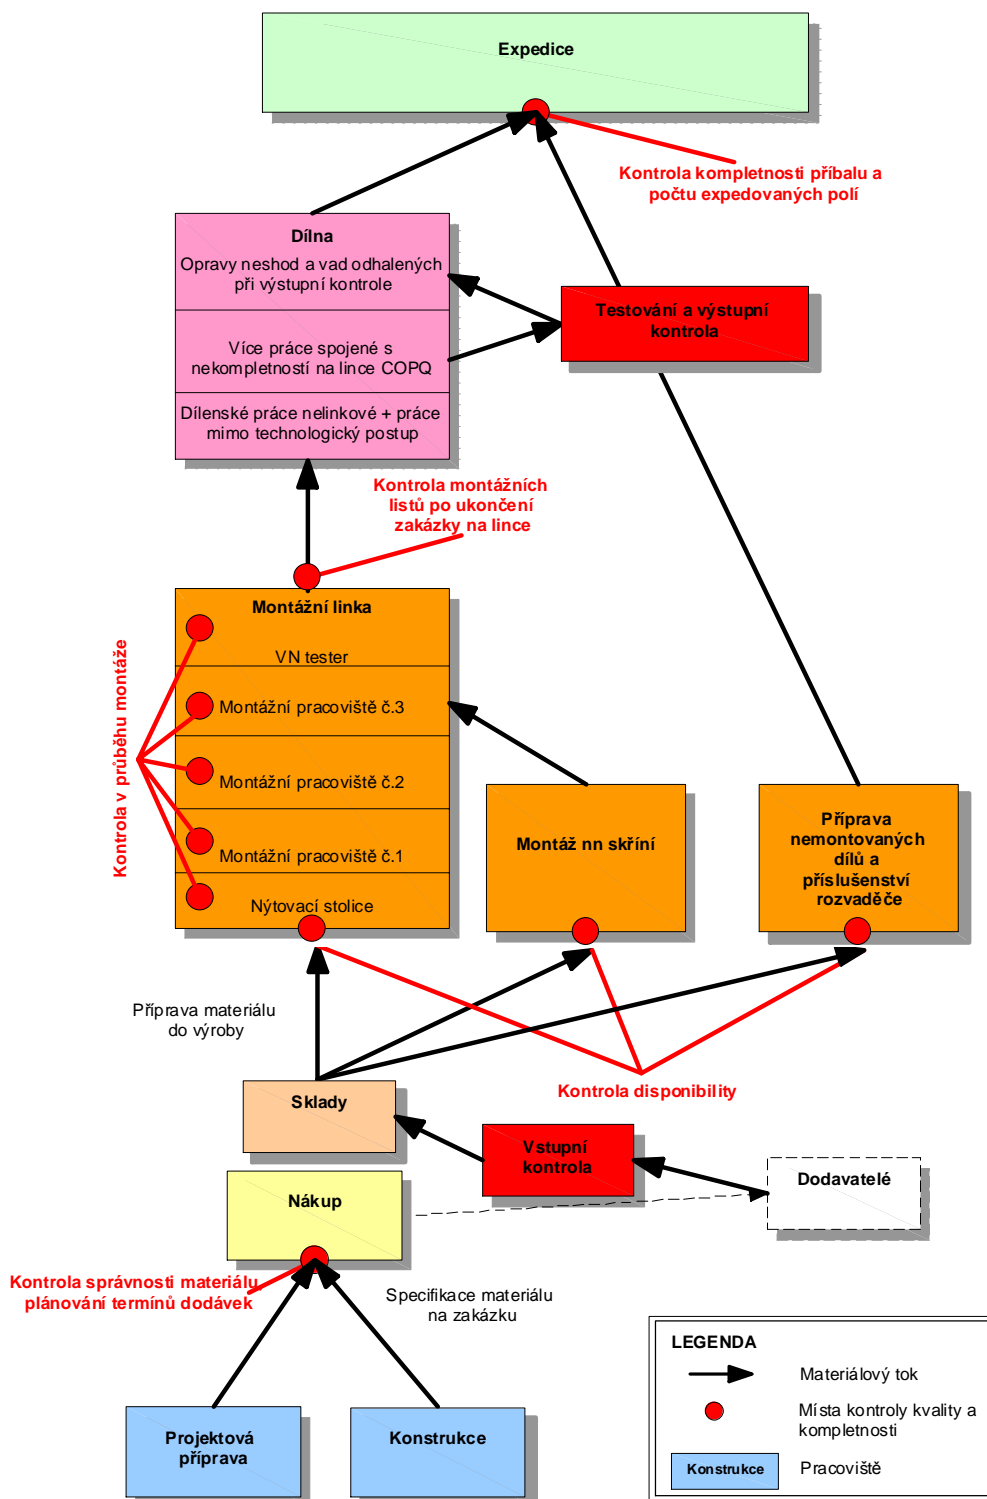 Expedice
Kontrola kompletnosti příbalu a
počtu expedovaných polí
Dílna
Opravy neshod a vad odhalených
při výstupní kontrole
Testování a výstupní
kontrola
Více práce spojené s
nekompletností na lince COPQ
Dílenské práce nelinkové + práce
mimo technologický postup
Kontrola montážních
listů po ukončení
zakázky na lince
Montážní linka
VN tester
Montážní pracoviště č.3
Montážní pracoviště č.2
Montážní pracoviště č.1
Nýtovací stolice
Kontrola v průběhu montáže
Montáž nn skříní
Příprava
nemontovaných
dílů a
příslušenství
rozvaděče
Příprava materiálu
do výroby
Kontrola disponibility
Sklady
Vstupní
kontrola
Dodavatelé
Nákup
Kontrola správnosti materiálu,
plánování termínů dodávek
Specifikace materiálu
na zakázku
Projektová
příprava
Konstrukce
LEGENDA
Materiálový tok
Místa kontroly kvality a
kompletnosti
Konstrukce
Pracoviště